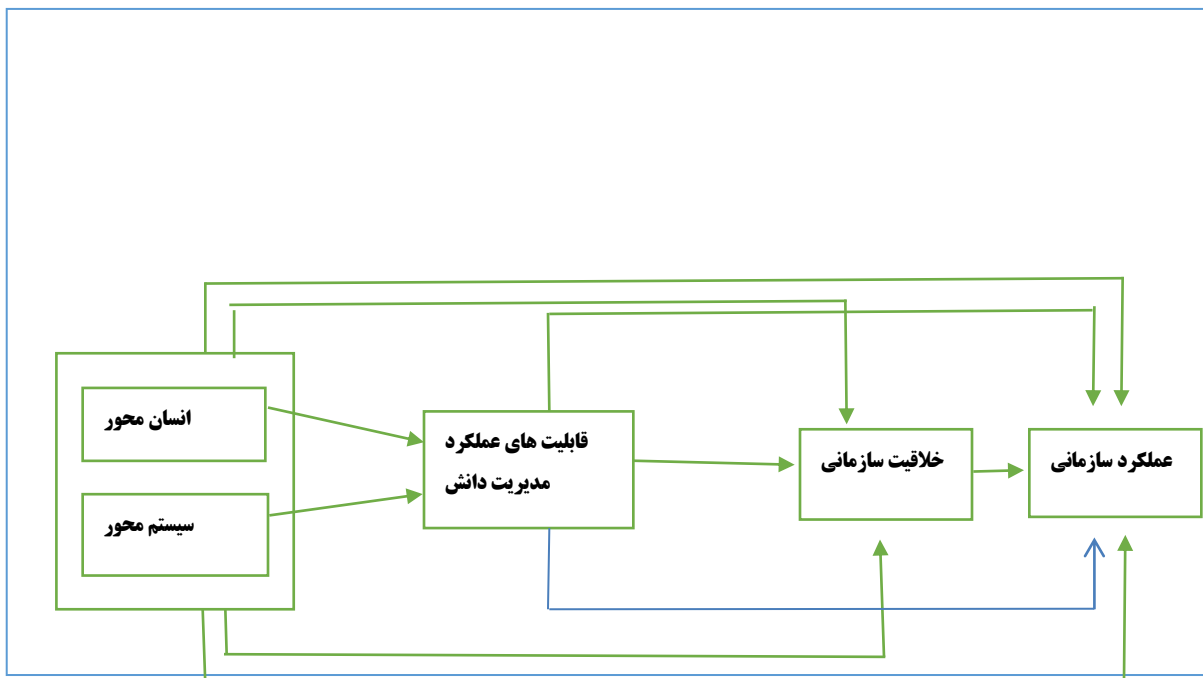 انسان محور
سیستم محور
قابلیت های عملکرد
مدیریت دانش
خلاقیت سازمانی
عملکرد سازمانی